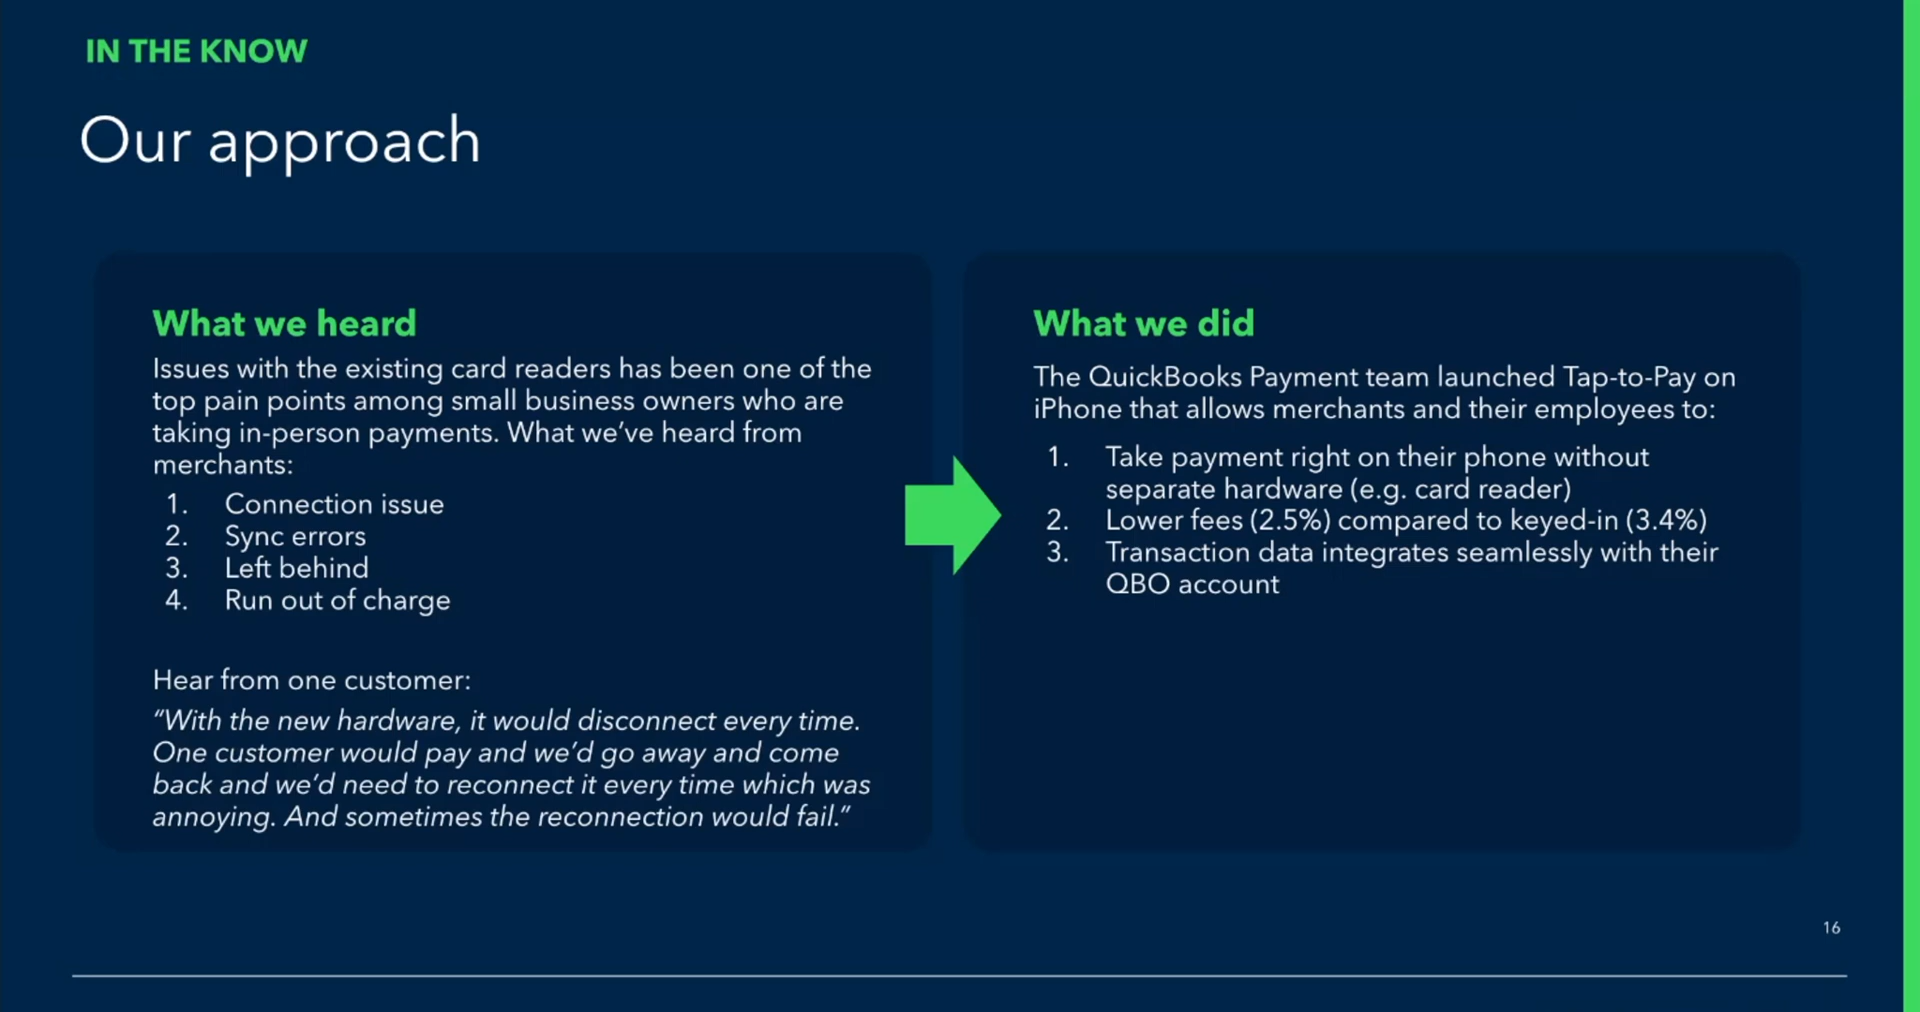 IN THE KNOW
Our approach
What we heard
Issues with the existing card readers has been one of the
top pain points among small business owners who are
taking in-person payments. What we’ve heard from
merchants:
1. Connection issue
2. Sync errors
3. Left behind
4. Run out of charge
Hear from one customer:
“With the new hardware, it would disconnect every time.
One customer would pay and we’d go away and come
back and we’d need to reconnect it every time which was
annoying. And sometimes the reconnection would fail.”
What we did
The QuickBooks Payment team launched Tap-to-Pay on
iPhone that allows merchants and their employees to:
1. Take payment right on their phone without
separate hardware (e.g. card reader)
2. Lower fees (2.5%) compared to keyed-in (3.4%)
3. Transaction data integrates seamlessly with their
QBO account
16